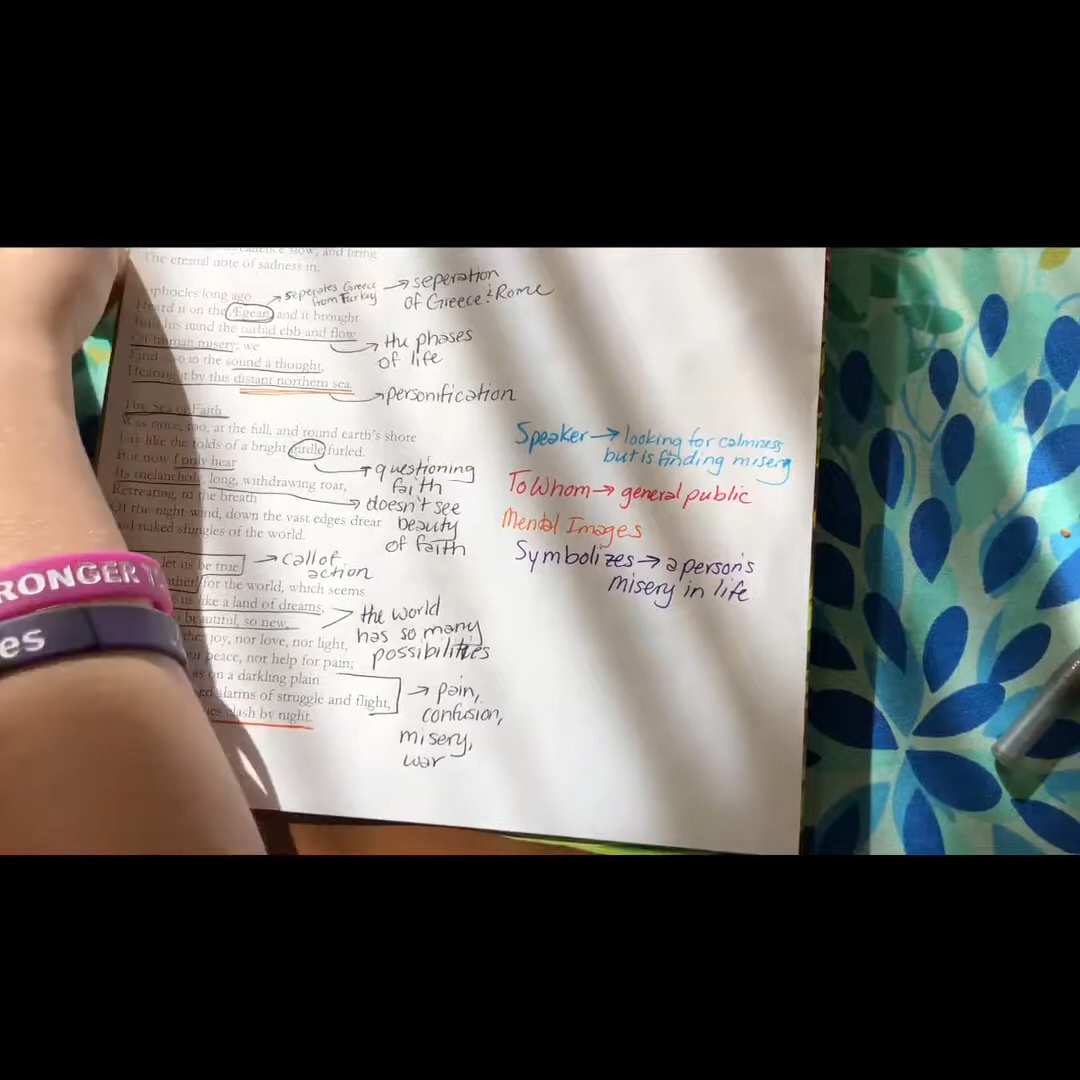 cadence slow, and bring
The eternal note of sadness in.
phocles long ago
Heard it on the Ægean, and it brought
his mind the turbid ebb and flow
human misery; we
Find in the sound a thought,
Hearing it by this distant northern sea.
The Sea of Faith
Was once, too, at the full, and round earth's shore
like the folds of a bright girdle furled.
But now I only hear
Its melancholy, long, withdrawing roar,
Retreating, to the breath
Of the night-wind, down the vast edges drear
naked shingles of the world.
let us be true
for the world, which seems
like a land of dreams,
beautiful, so new,
joy, nor love, nor light,
peace, nor help for pain;
on a darkling plain
alarms of struggle and flight,
clash by night.
seperates Greece
from Turkey
→ seperation
of Greece & Rome
the phases
of life
personification
questioning
faith
doesn't see
beauty
of faith
→ call of
action
the world
has so many
possibilities
→ pain,
confusion,
misery,
war
Speaker → looking for calmness
but is finding misery
To Whom → general public
Mental Images
Symbolizes → a person's
misery in life
RONGER T
es